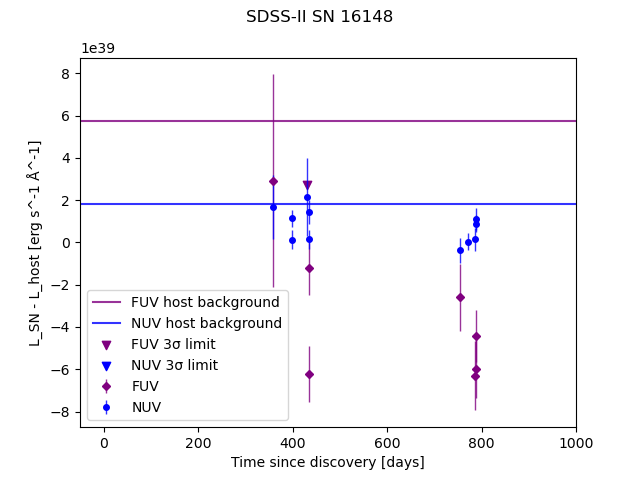 SDSS-II SN 16148
1e39
L_SN - L_host [erg s^-1 Å^-1]
8
6
4
2
0
−2
−4
−6
−8
FUV host background
NUV host background
FUV 3σ limit
NUV 3σ limit
FUV
NUV
0 200 400 600 800 1000
Time since discovery [days]